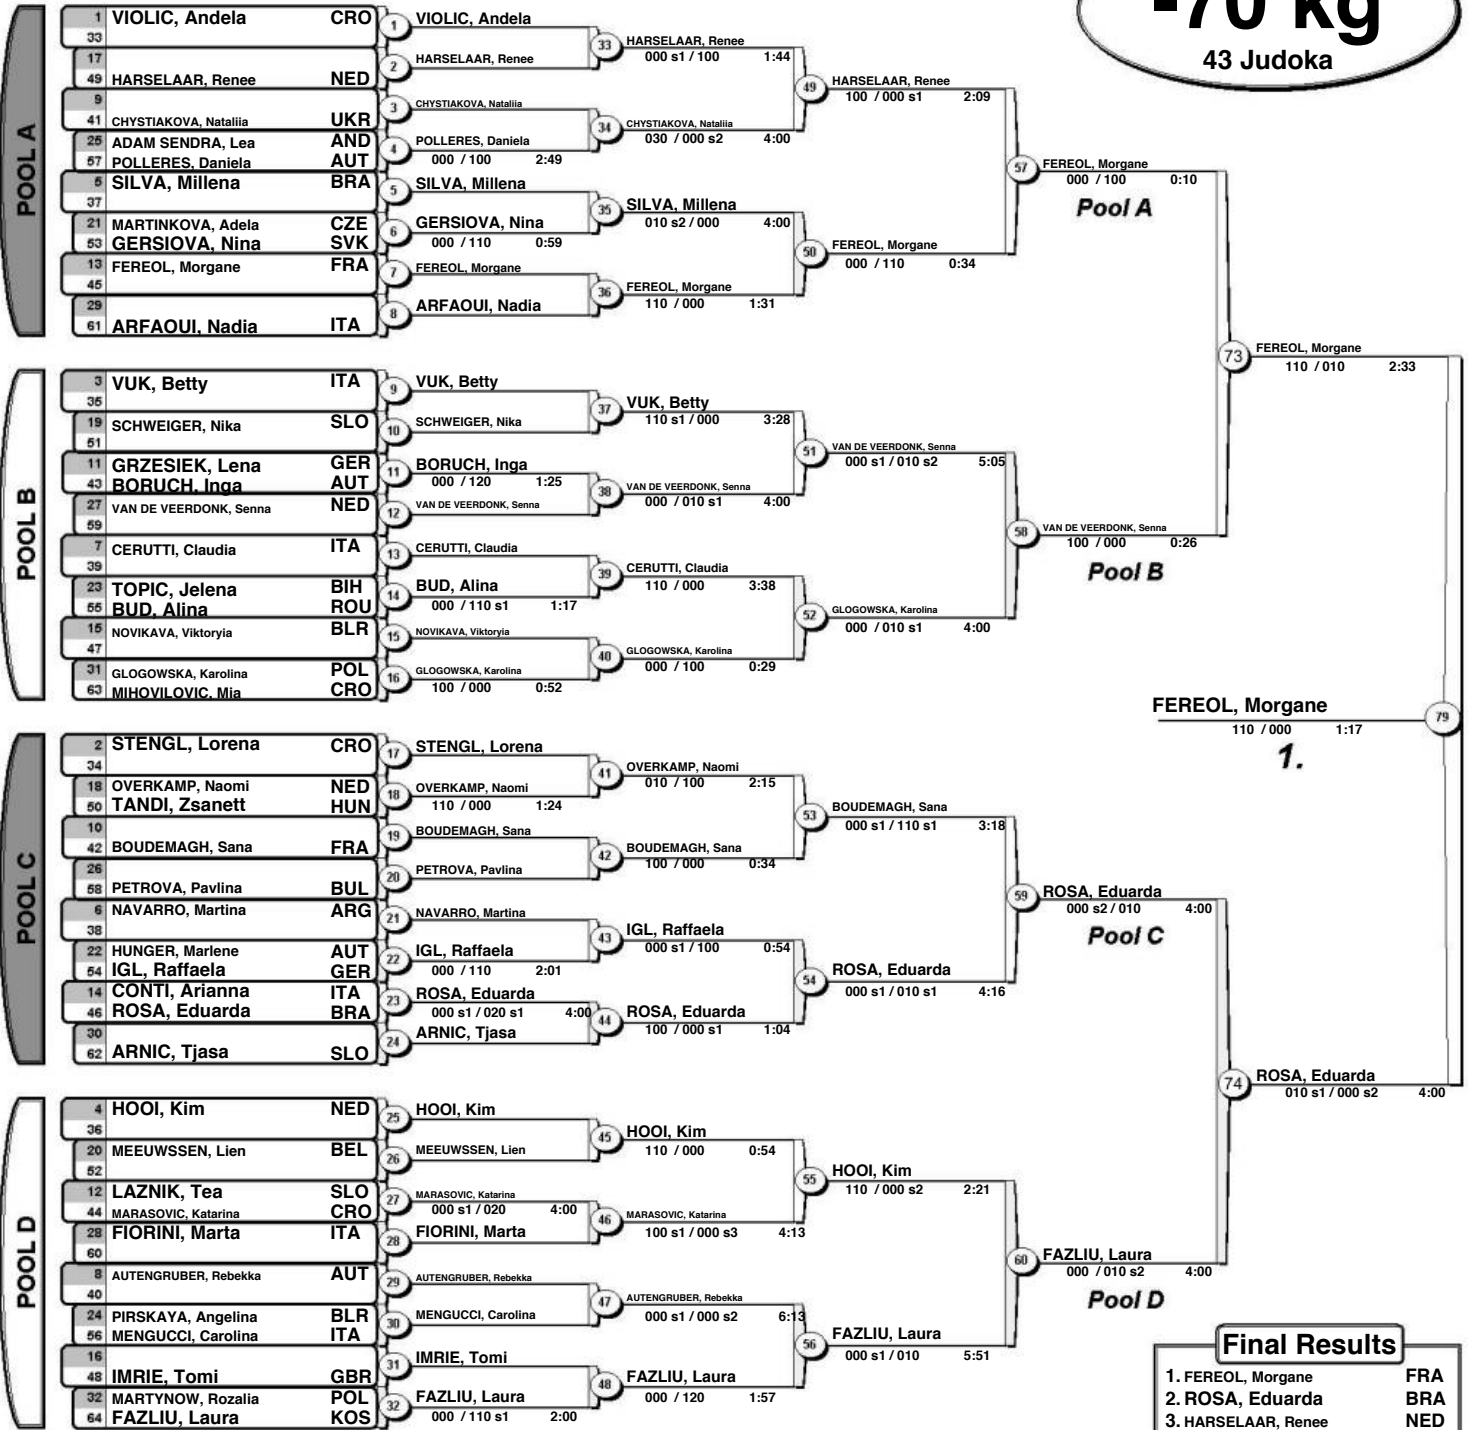 -70 kg
43 Judoka
POOL A
1 VIOLIC, Andela CRO
33
17
49 HARSELAAR, Renee NED
9
41 CHYSTIAKOVA, Nataliia UKR
25 ADAM SENDRA, Lea AND
57 POLLERES, Daniela AUT
5 SILVA, Millena BRA
37
21 MARTINKOVA, Adela CZE
53 GERSIOVA, Nina SVK
13 FEREOL, Morgane FRA
45
29
61 ARFAOUI, Nadia ITA
1 VIOLIC, Andela
2 HARSELAAR, Renee
3 CHYSTIAKOVA, Nataliia
4 POLLERES, Daniela
000 / 100 2:49
5 SILVA, Millena
6 GERSIOVA, Nina
000 / 110 0:59
7 FEREOL, Morgane
8 ARFAOUI, Nadia
33 HARSELAAR, Renee
000 s1 / 100 1:44
34 CHYSTIAKOVA, Nataliia
030 / 000 s2 4:00
35 SILVA, Millena
010 s2 / 000 4:00
36 FEREOL, Morgane
110 / 000 1:31
49 HARSELAAR, Renee
100 / 000 s1 2:09
50 FEREOL, Morgane
000 / 110 0:34
57 FEREOL, Morgane
000 / 100 0:10
Pool A
POOL B
3 VUK, Betty ITA
35
19 SCHWEIGER, Nika SLO
51
11 GRZESIEK, Lena GER
43 BORUCH, Inga AUT
27 VAN DE VEERDONK, Senna NED
59
7 CERUTTI, Claudia ITA
39
23 TOPIC, Jelena BIH
55 BUD, Alina ROU
15 NOVIKAVA, Viktoryia BLR
47
31 GLOGOWSKA, Karolina POL
63 MIHOVILOVIC, Mia CRO
9 VUK, Betty
10 SCHWEIGER, Nika
11 BORUCH, Inga
000 / 120 1:25
12 VAN DE VEERDONK, Senna
13 CERUTTI, Claudia
14 BUD, Alina
000 / 110 s1 1:17
15 NOVIKAVA, Viktoryia
16 GLOGOWSKA, Karolina
100 / 000 0:52
37 VUK, Betty
110 s1 / 000 3:28
38 VAN DE VEERDONK, Senna
000 / 010 s1 4:00
39 CERUTTI, Claudia
110 / 000 3:38
40 GLOGOWSKA, Karolina
000 / 100 0:29
51 VAN DE VEERDONK, Senna
000 s1 / 010 s2 5:05
52 GLOGOWSKA, Karolina
000 / 010 s1 4:00
58 VAN DE VEERDONK, Senna
100 / 000 0:26
Pool B
73 FEREOL, Morgane
110 / 010 2:33
FEREOL, Morgane 79
110 / 000 1:17
1.
POOL C
2 STENGL, Lorena CRO
34
18 OVERKAMP, Naomi NED
50 TANDI, Zsanett HUN
10
42 BOUDEMAGH, Sana FRA
26
58 PETROVA, Pavlina BUL
6 NAVARRO, Martina ARG
38
22 HUNGER, Marlene AUT
54 IGL, Raffaela GER
14 CONTI, Arianna ITA
46 ROSA, Eduarda BRA
30
62 ARNIC, Tjasa SLO
17 STENGL, Lorena
18 OVERKAMP, Naomi
110 / 000 1:24
19 BOUDEMAGH, Sana
20 PETROVA, Pavlina
21 NAVARRO, Martina
22 IGL, Raffaela
000 / 110 2:01
23 ROSA, Eduarda
000 s1 / 020 s1 4:00
24 ARNIC, Tjasa
41 OVERKAMP, Naomi
010 / 100 2:15
42 BOUDEMAGH, Sana
100 / 000 0:34
43 IGL, Raffaela
000 s1 / 100 0:54
44 ROSA, Eduarda
100 / 000 s1 1:04
53 BOUDEMAGH, Sana
000 s1 / 110 s1 3:18
54 ROSA, Eduarda
000 s1 / 010 s1 4:16
59 ROSA, Eduarda
000 s2 / 010 4:00
Pool C
POOL D
4 HOOI, Kim NED
36
20 MEEUWSSEN, Lien BEL
52
12 LAZNIK, Tea SLO
44 MARASOVIC, Katarina CRO
28 FIORINI, Marta ITA
60
8 AUTENGRUBER, Rebekka AUT
40
24 PIRSKAYA, Angelina BLR
56 MENGUCCI, Carolina ITA
16
48 IMRIE, Tomi GBR
32 MARTYNOW, Rozalia POL
64 FAZLIU, Laura KOS
25 HOOI, Kim
26 MEEUWSSEN, Lien
27 MARASOVIC, Katarina
000 s1 / 020 4:00
28 FIORINI, Marta
29 AUTENGRUBER, Rebekka
30 MENGUCCI, Carolina
31 IMRIE, Tomi
32 FAZLIU, Laura
000 / 110 s1 2:00
45 HOOI, Kim
110 / 000 0:54
46 MARASOVIC, Katarina
100 s1 / 000 s3 4:13
47 AUTENGRUBER, Rebekka
000 s1 / 000 s2 6:13
48 FAZLIU, Laura
000 / 120 1:57
55 HOOI, Kim
110 / 000 s2 2:21
56 FAZLIU, Laura
000 s1 / 010 5:51
60 FAZLIU, Laura
000 / 010 s2 4:00
Pool D
74 ROSA, Eduarda
010 s1 / 000 s2 4:00
Final Results
1. FEREOL, Morgane FRA
2. ROSA, Eduarda BRA
3. HARSELAAR, Renee NED